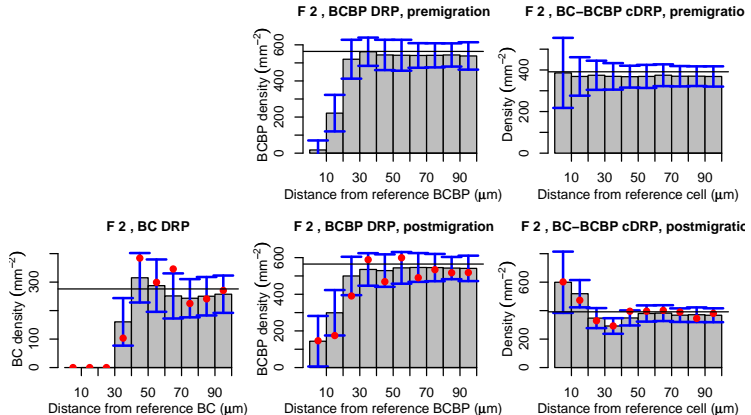 F 2 , BCBP DRP, premigration
BCBP density (mm−2)
0 200 400 600
10 30 50 70 90
Distance from reference BCBP (μm)
F 2 , BC−BCBP cDRP, premigratio
Density (mm−2)
0 200 400
10 30 50 70 90
Distance from reference cell (μm)
F 2 , BC DRP
BC density (mm−2)
0 100 300
10 30 50 70 90
Distance from reference BC (μm)
F 2 , BCBP DRP, postmigration
BCBP density (mm−2)
0 200 400 600
10 30 50 70 90
Distance from reference BCBP (μm)
F 2 , BC−BCBP cDRP, postmigratio
Density (mm−2)
0 200 400 600
10 30 50 70 90
Distance from reference cell (μm)